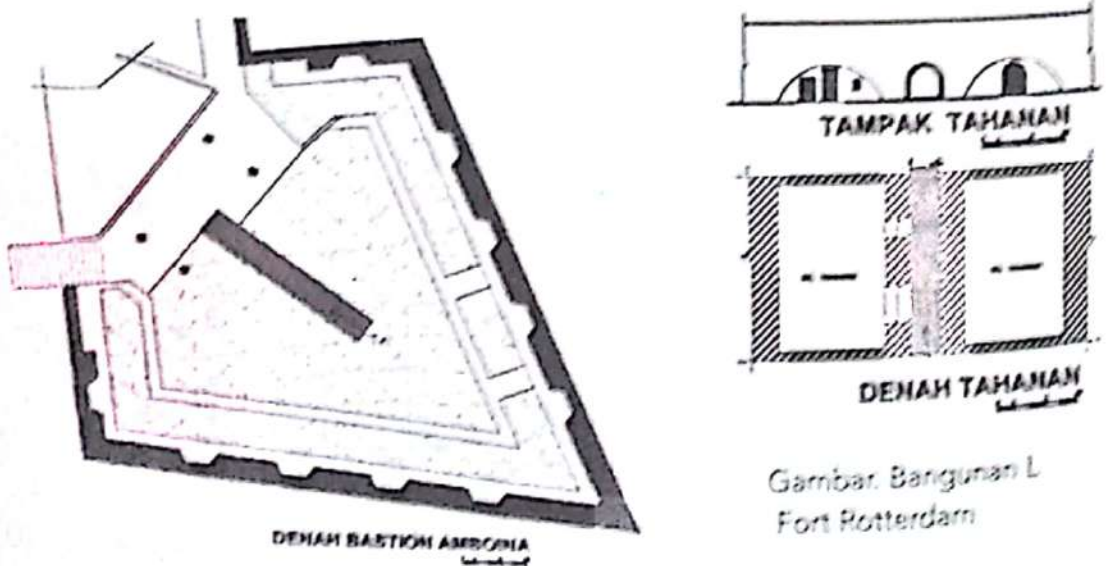 TAMPAK TAHANAN
DENAH TAHANAN
DENAH BASTION AMBOINA
Gambar. Bangunan L
Fort Rotterdam